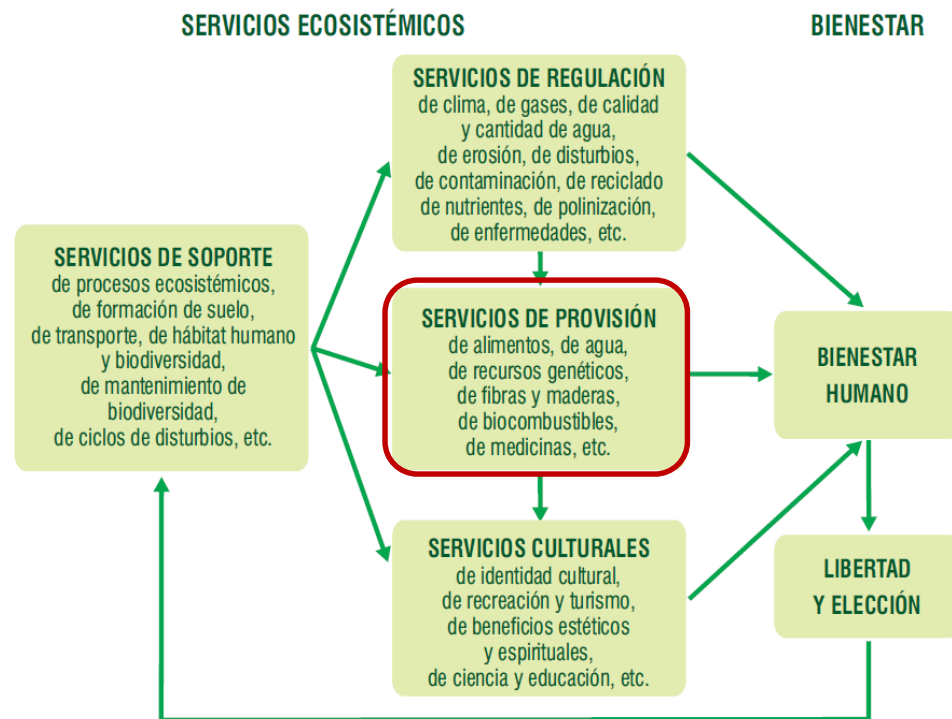 SERVICIOS ECOSISTÉMICOS
BIENESTAR
SERVICIOS DE REGULACIÓN
de clima, de gases, de calidad
y cantidad de agua,
de erosión, de disturbios,
de contaminación, de reciclado
de nutrientes, de polinización,
de enfermedades, etc.
SERVICIOS DE SOPORTE
de procesos ecosistémicos,
de formación de suelo,
de transporte, de hábitat humano
y biodiversidad,
de mantenimiento de
biodiversidad,
de ciclos de disturbios, etc.
SERVICIOS DE PROVISIÓN
de alimentos, de agua,
de recursos genéticos,
de fibras y maderas,
de biocombustibles,
de medicinas, etc.
BIENESTAR
HUMANO
SERVICIOS CULTURALES
de identidad cultural,
de recreación y turismo,
de beneficios estéticos
y espirituales,
de ciencia y educación, etc.
LIBERTAD
Y ELECCIÓN